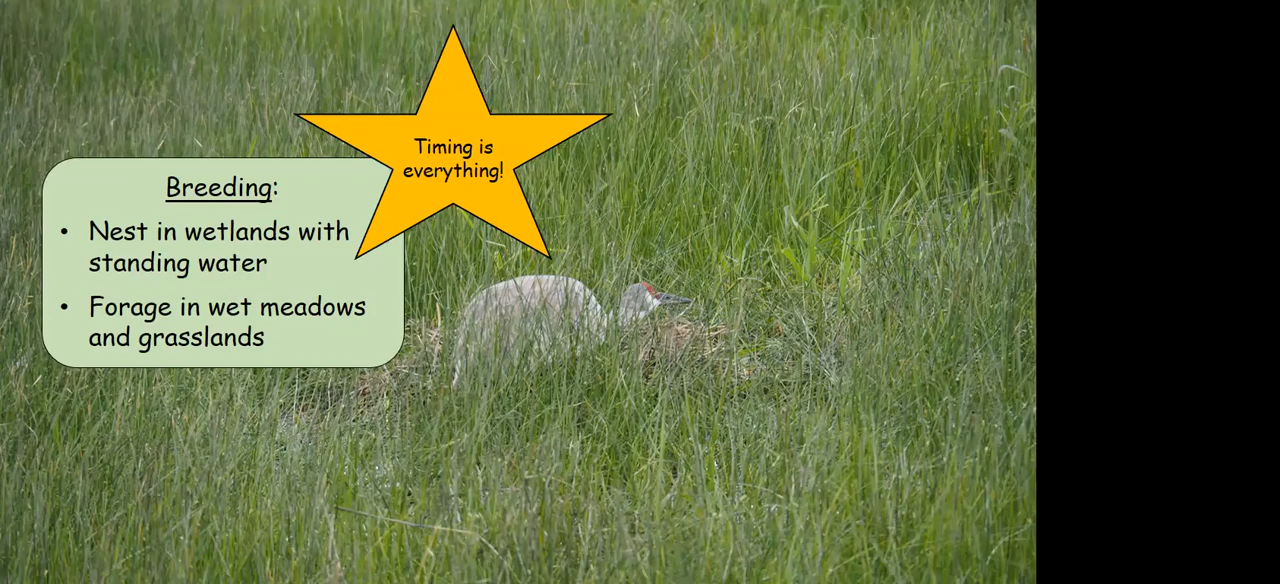 Timing is
everything!
Breeding:
• Nest in wetlands with
standing water
• Forage in wet meadows
and grasslands